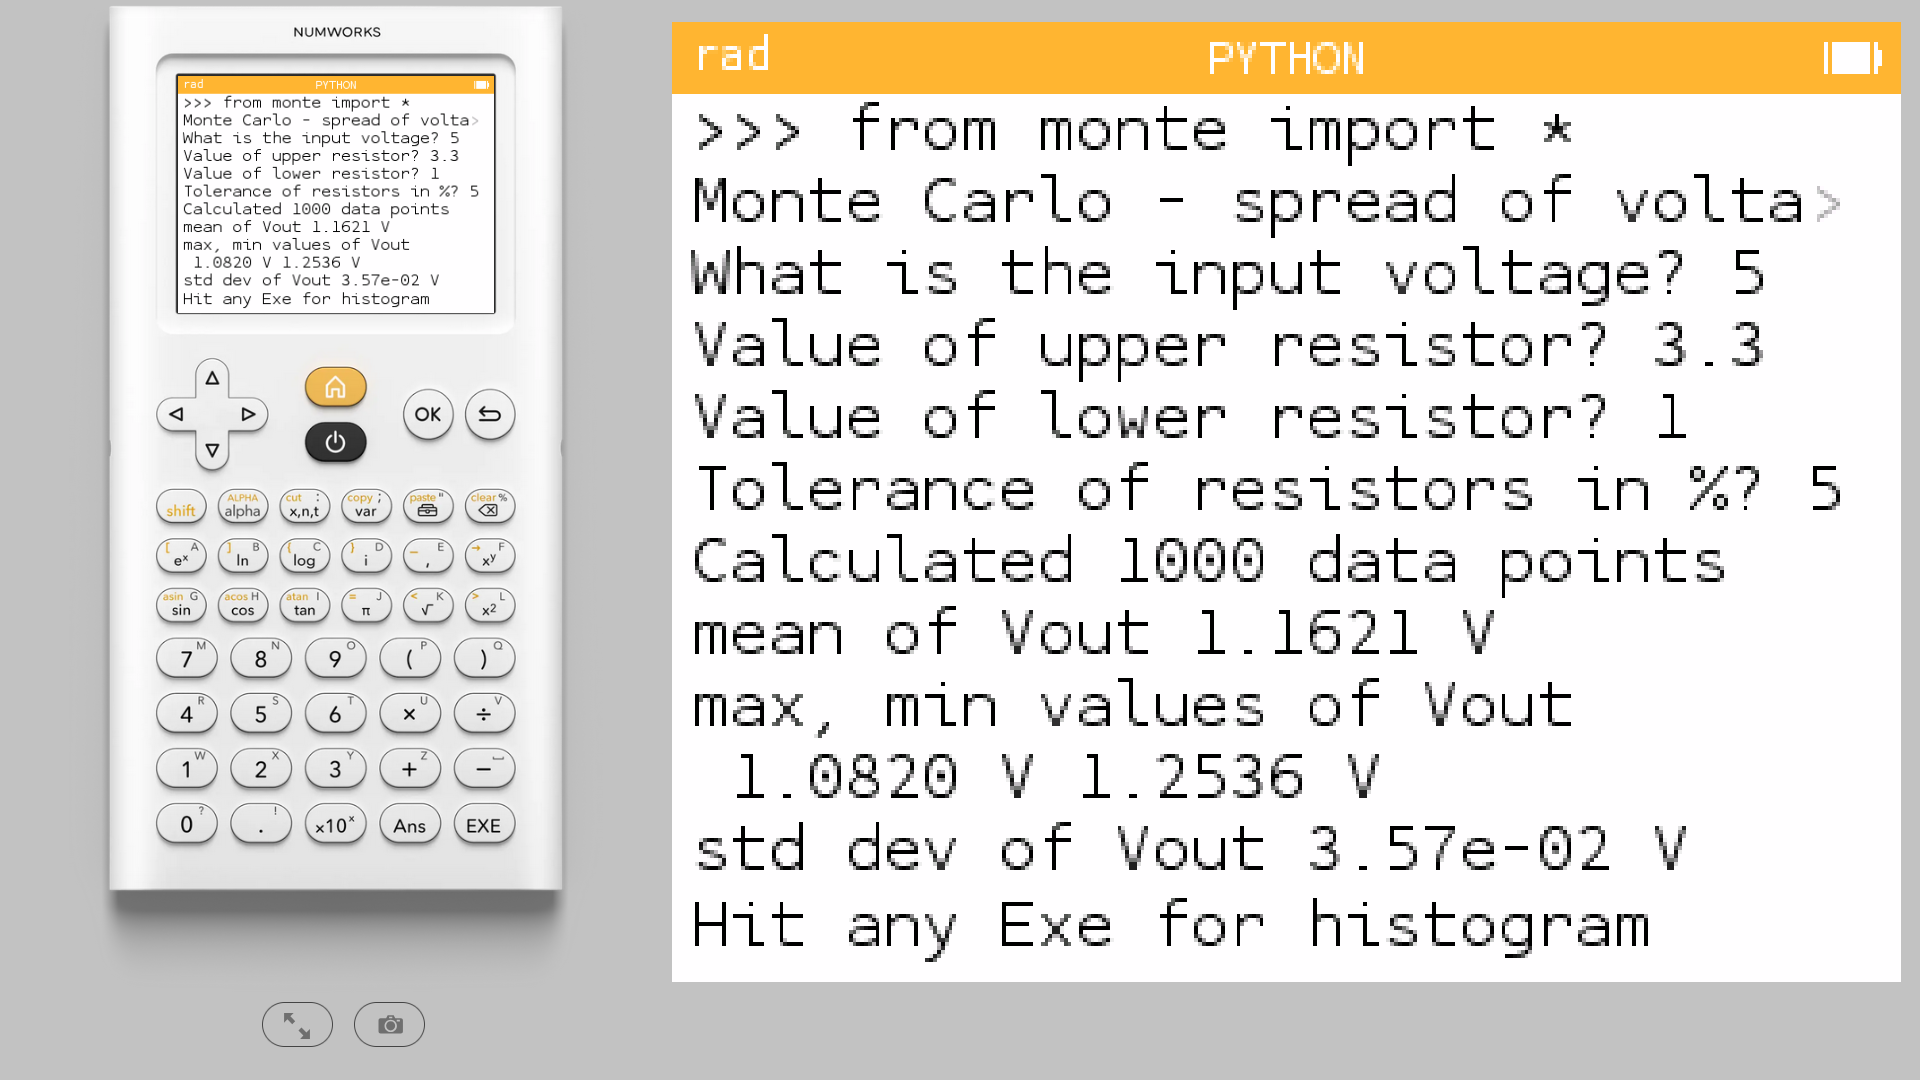 NUMWORKS
rad PYTHON
>>> from monte import *
Monte Carlo - spread of volta>
What is the input voltage? 5
Value of upper resistor? 3.3
Value of lower resistor? 1
Tolerance of resistors in %? 5
Calculated 1000 data points
mean of Vout 1.1621 V
max, min values of Vout
1.0820 V 1.2536 V
std dev of Vout 3.57e-02 V
Hit any Exe for histogram
OK
ALPHA cut : copy ; paste " clear %
shift alpha x,n,t var
[ A ] B { C } D _ E → F
eˣ ln log i , xʸ
asin G acos H atan I = J < K > L
sin cos tan π √ x²
7 M 8 N 9 O ( P ) Q
4 R 5 S 6 T × U ÷ V
1 W 2 X 3 Y + Z −
0 ? . ! ×10ˣ Ans EXE
rad PYTHON
>>> from monte import *
Monte Carlo - spread of volta>
What is the input voltage? 5
Value of upper resistor? 3.3
Value of lower resistor? 1
Tolerance of resistors in %? 5
Calculated 1000 data points
mean of Vout 1.1621 V
max, min values of Vout
1.0820 V 1.2536 V
std dev of Vout 3.57e-02 V
Hit any Exe for histogram